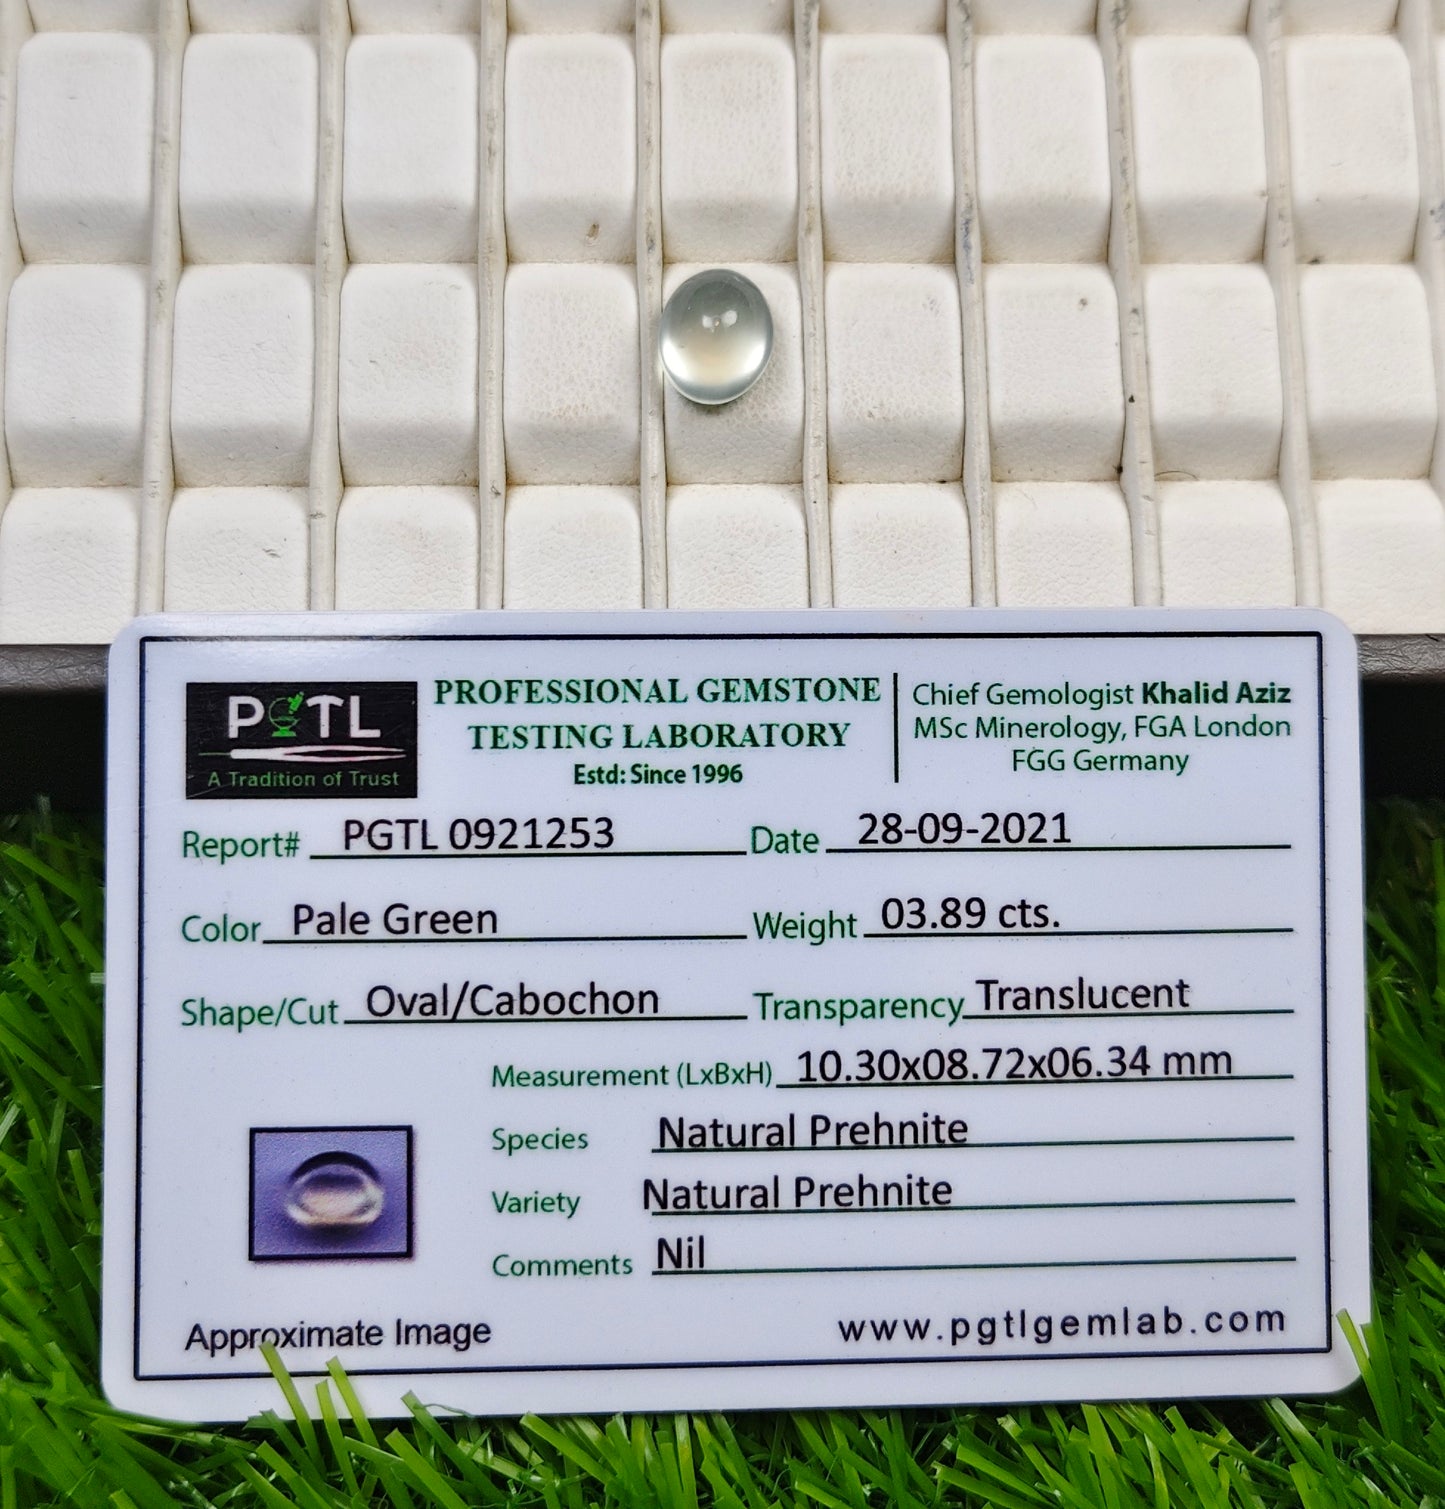 PGTL
A Tradition of Trust
PROFESSIONAL GEMSTONE
TESTING LABORATORY
Estd: Since 1996
Chief Gemologist Khalid Aziz
MSc Minerology, FGA London
FGG Germany
Report# PGTL 0921253 Date 28-09-2021
Color Pale Green Weight 03.89 cts.
Shape/Cut Oval/Cabochon Transparency Translucent
Measurement (LxBxH) 10.30x08.72x06.34 mm
Species Natural Prehnite
Variety Natural Prehnite
Comments Nil
Approximate Image www.pgtlgemlab.com